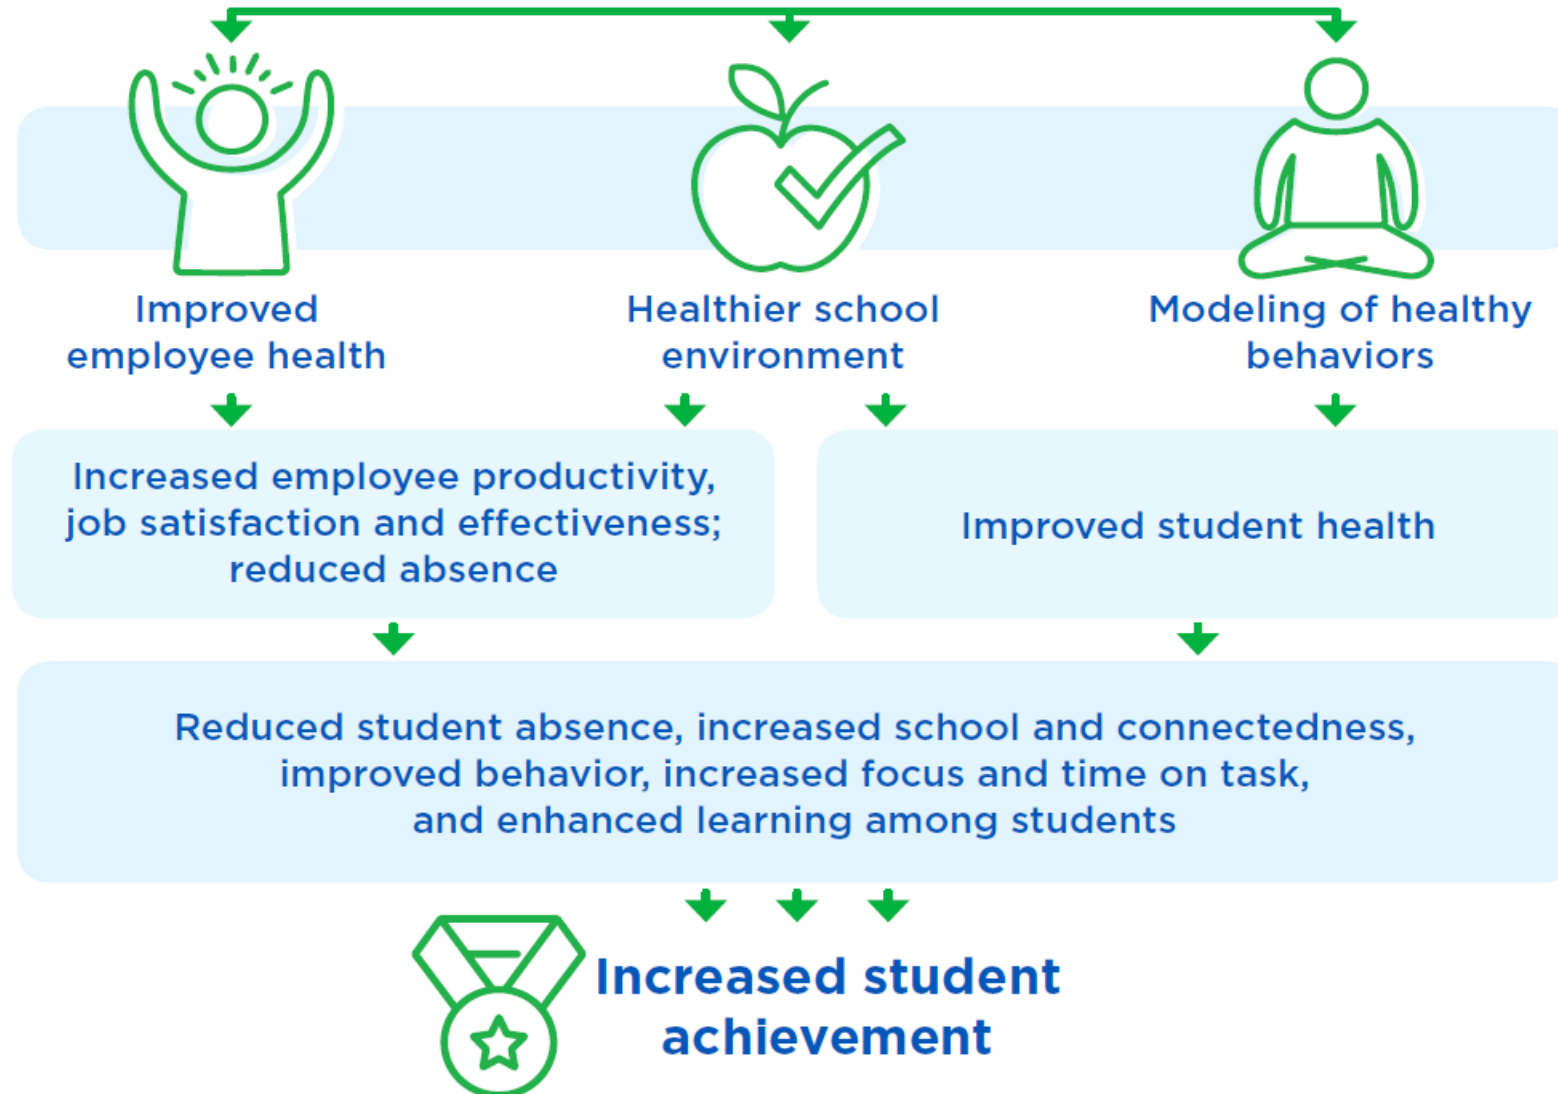 Improved
employee health
Healthier school
environment
Modeling of healthy
behaviors
Increased employee productivity,
job satisfaction and effectiveness;
reduced absence
Improved student health
Reduced student absence, increased school and connectedness,
improved behavior, increased focus and time on task,
and enhanced learning among students
Increased student
achievement